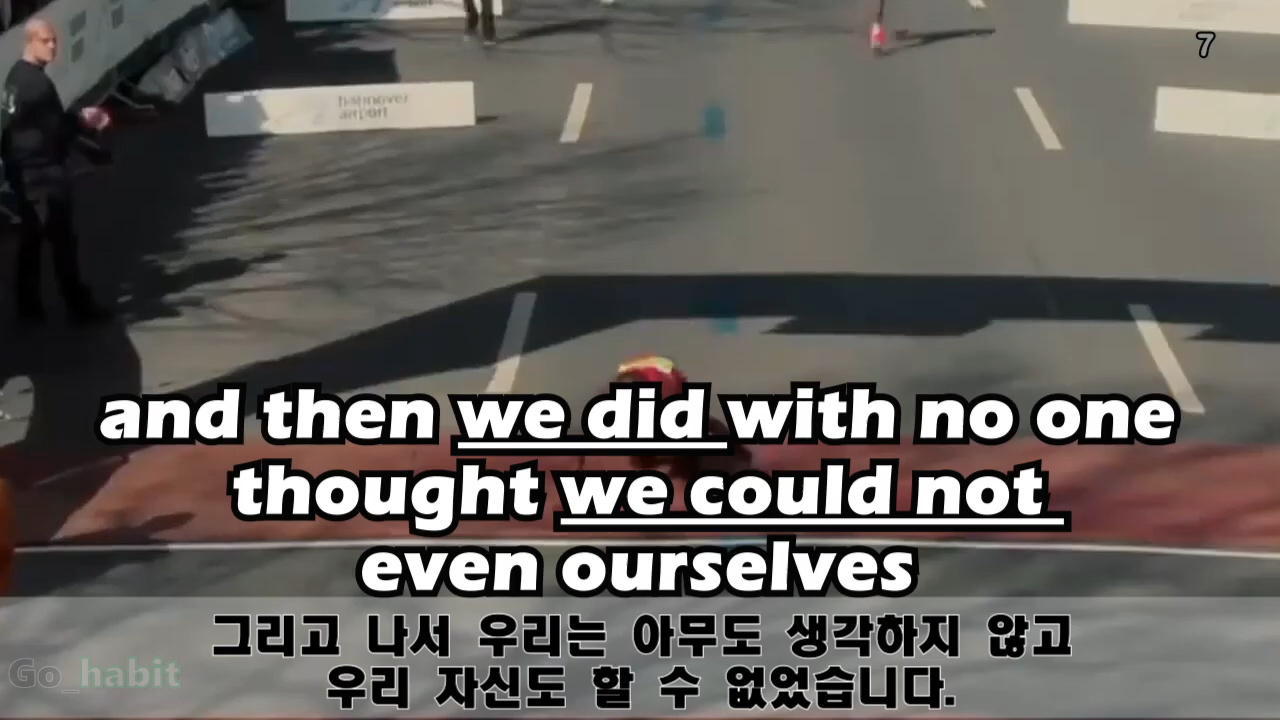 7
hannover
airport
and then we did with no one
thought we could not
even ourselves
그리고 나서 우리는 아무도 생각하지 않고
우리 자신도 할 수 없었습니다.
Go_habit